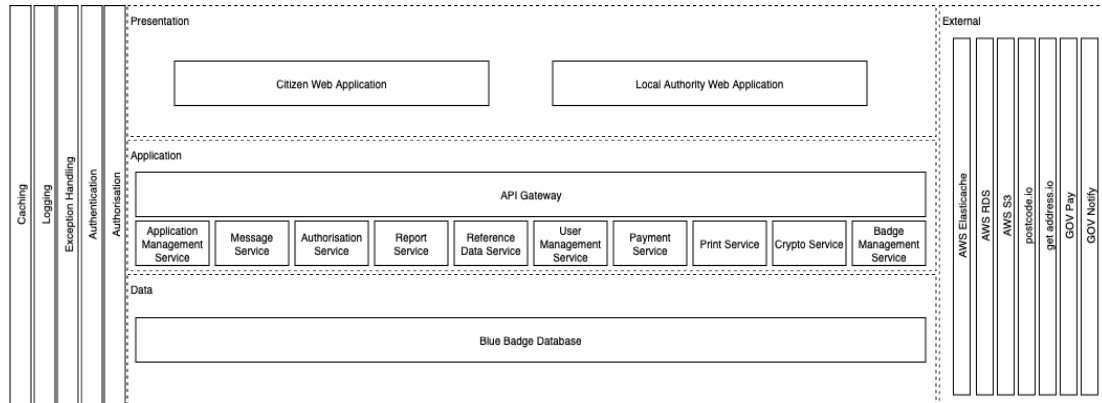 Caching
Logging
Exception Handling
Authentication
Authorisation
Presentation
Citizen Web Application
Local Authority Web Application
Application
API Gateway
Application
Management
Service
Message
Service
Authorisation
Service
Report
Service
Reference
Data Service
User
Management
Service
Payment
Service
Print Service
Crypto Service
Badge
Management
Service
Data
Blue Badge Database
External
AWS Elasticache
AWS RDS
AWS S3
postcode.io
get address.io
GOV Pay
GOV Notify